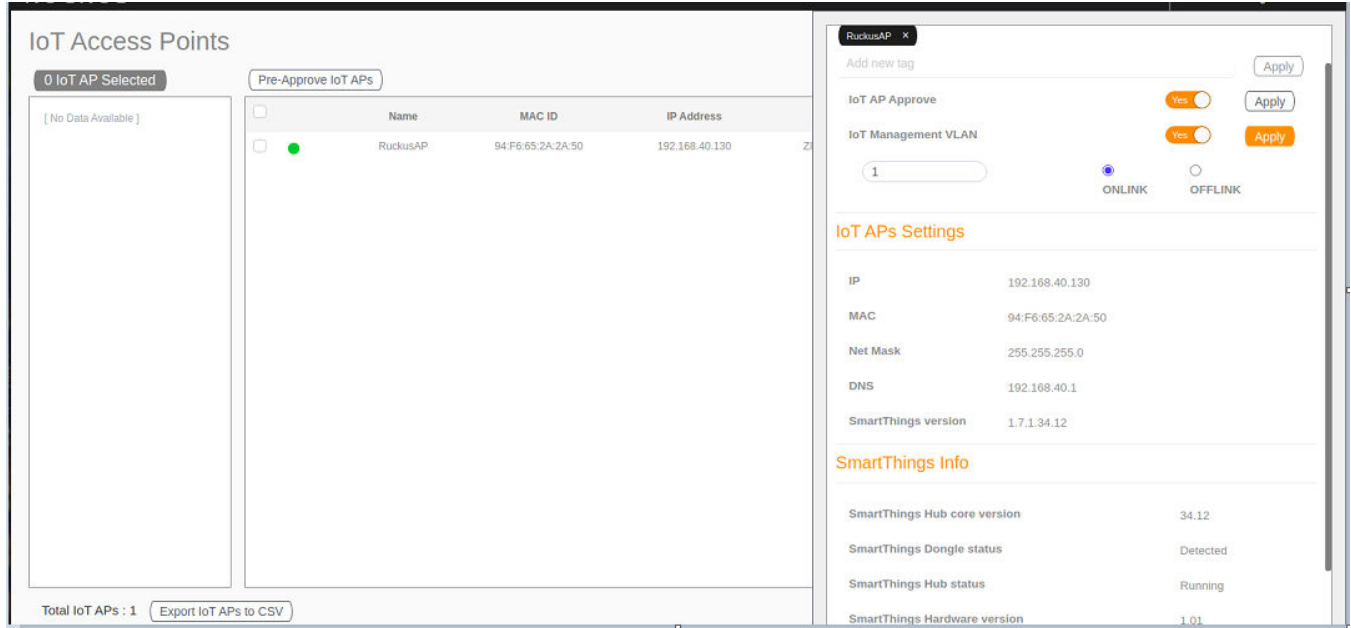 IoT Access Points
0 IoT AP Selected
Pre-Approve IoT APs
[ No Data Available ]
Name MAC ID IP Address
RuckusAP 94:F6:65:2A:2A:50 192.168.40.130
Total IoT APs : 1
Export IoT APs to CSV
RuckusAP ×
Add new tag
Apply
IoT AP Approve Yes Apply
IoT Management VLAN Yes Apply
1
ONLINK OFFLINK
IoT APs Settings
IP 192.168.40.130
MAC 94:F6:65:2A:2A:50
Net Mask 255.255.255.0
DNS 192.168.40.1
SmartThings version 1.7.1.34.12
SmartThings Info
SmartThings Hub core version 34.12
SmartThings Dongle status Detected
SmartThings Hub status Running
SmartThings Hardware version 1.01